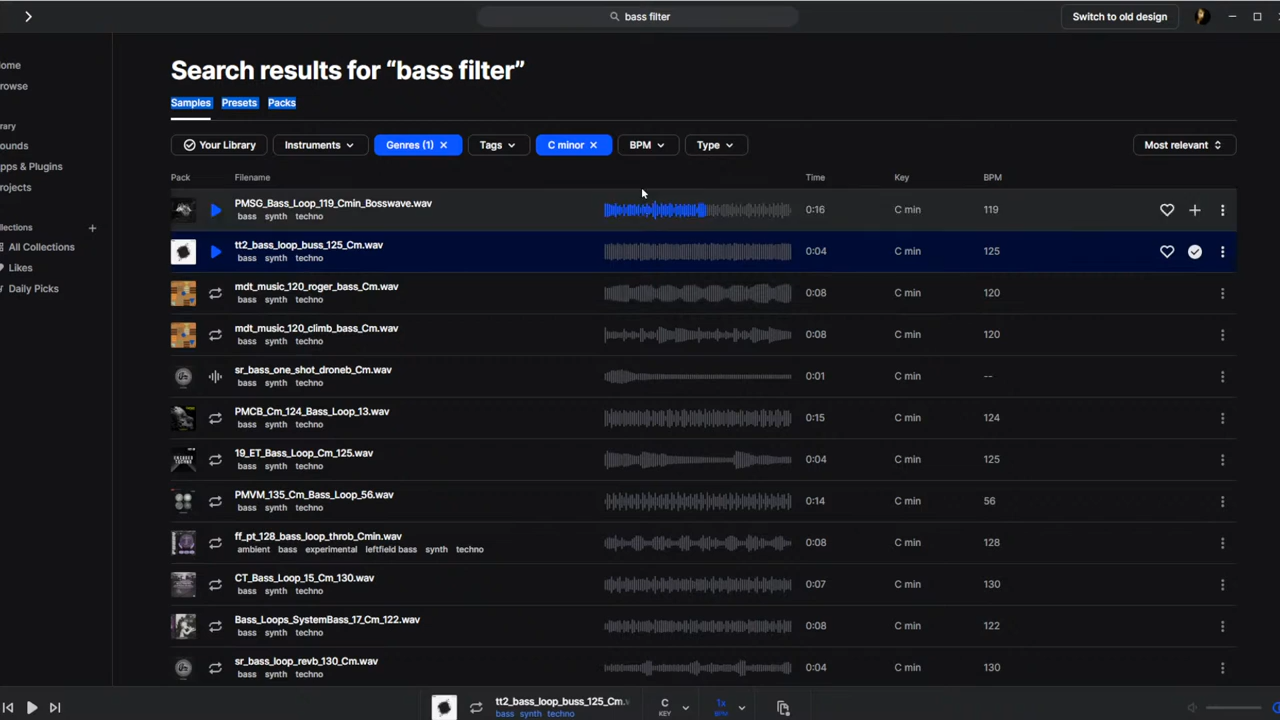 bass filter
Switch to old design
Search results for “bass filter”
ome
rowse
brary
ounds
pps & Plugins
rojects
llections
All Collections
Likes
Daily Picks
Samples Presets Packs
Your Library Instruments Genres (1) Tags C minor BPM Type Most relevant
Pack Filename Time Key BPM
PMSG_Bass_Loop_119_Cmin_Bosswave.wav 0:16 C min 119
bass synth techno
tt2_bass_loop_buss_125_Cm.wav 0:04 C min 125
bass synth techno
mdt_music_120_roger_bass_Cm.wav 0:08 C min 120
bass synth techno
mdt_music_120_climb_bass_Cm.wav 0:08 C min 120
bass synth techno
sr_bass_one_shot_droneb_Cm.wav 0:01 C min --
bass synth techno
PMCB_Cm_124_Bass_Loop_13.wav 0:15 C min 124
bass synth techno
19_ET_Bass_Loop_Cm_125.wav 0:04 C min 125
bass synth techno
PMVM_135_Cm_Bass_Loop_56.wav 0:14 C min 56
bass synth techno
ff_pt_128_bass_loop_throb_Cmin.wav 0:08 C min 128
ambient bass experimental leftfield bass synth techno
CT_Bass_Loop_15_Cm_130.wav 0:07 C min 130
bass synth techno
Bass_Loops_SystemBass_17_Cm_122.wav 0:08 C min 122
bass synth techno
sr_bass_loop_revb_130_Cm.wav 0:04 C min 130
bass synth techno
tt2_bass_loop_buss_125_Cm.w
bass synth techno
C
KEY
1x
BPM